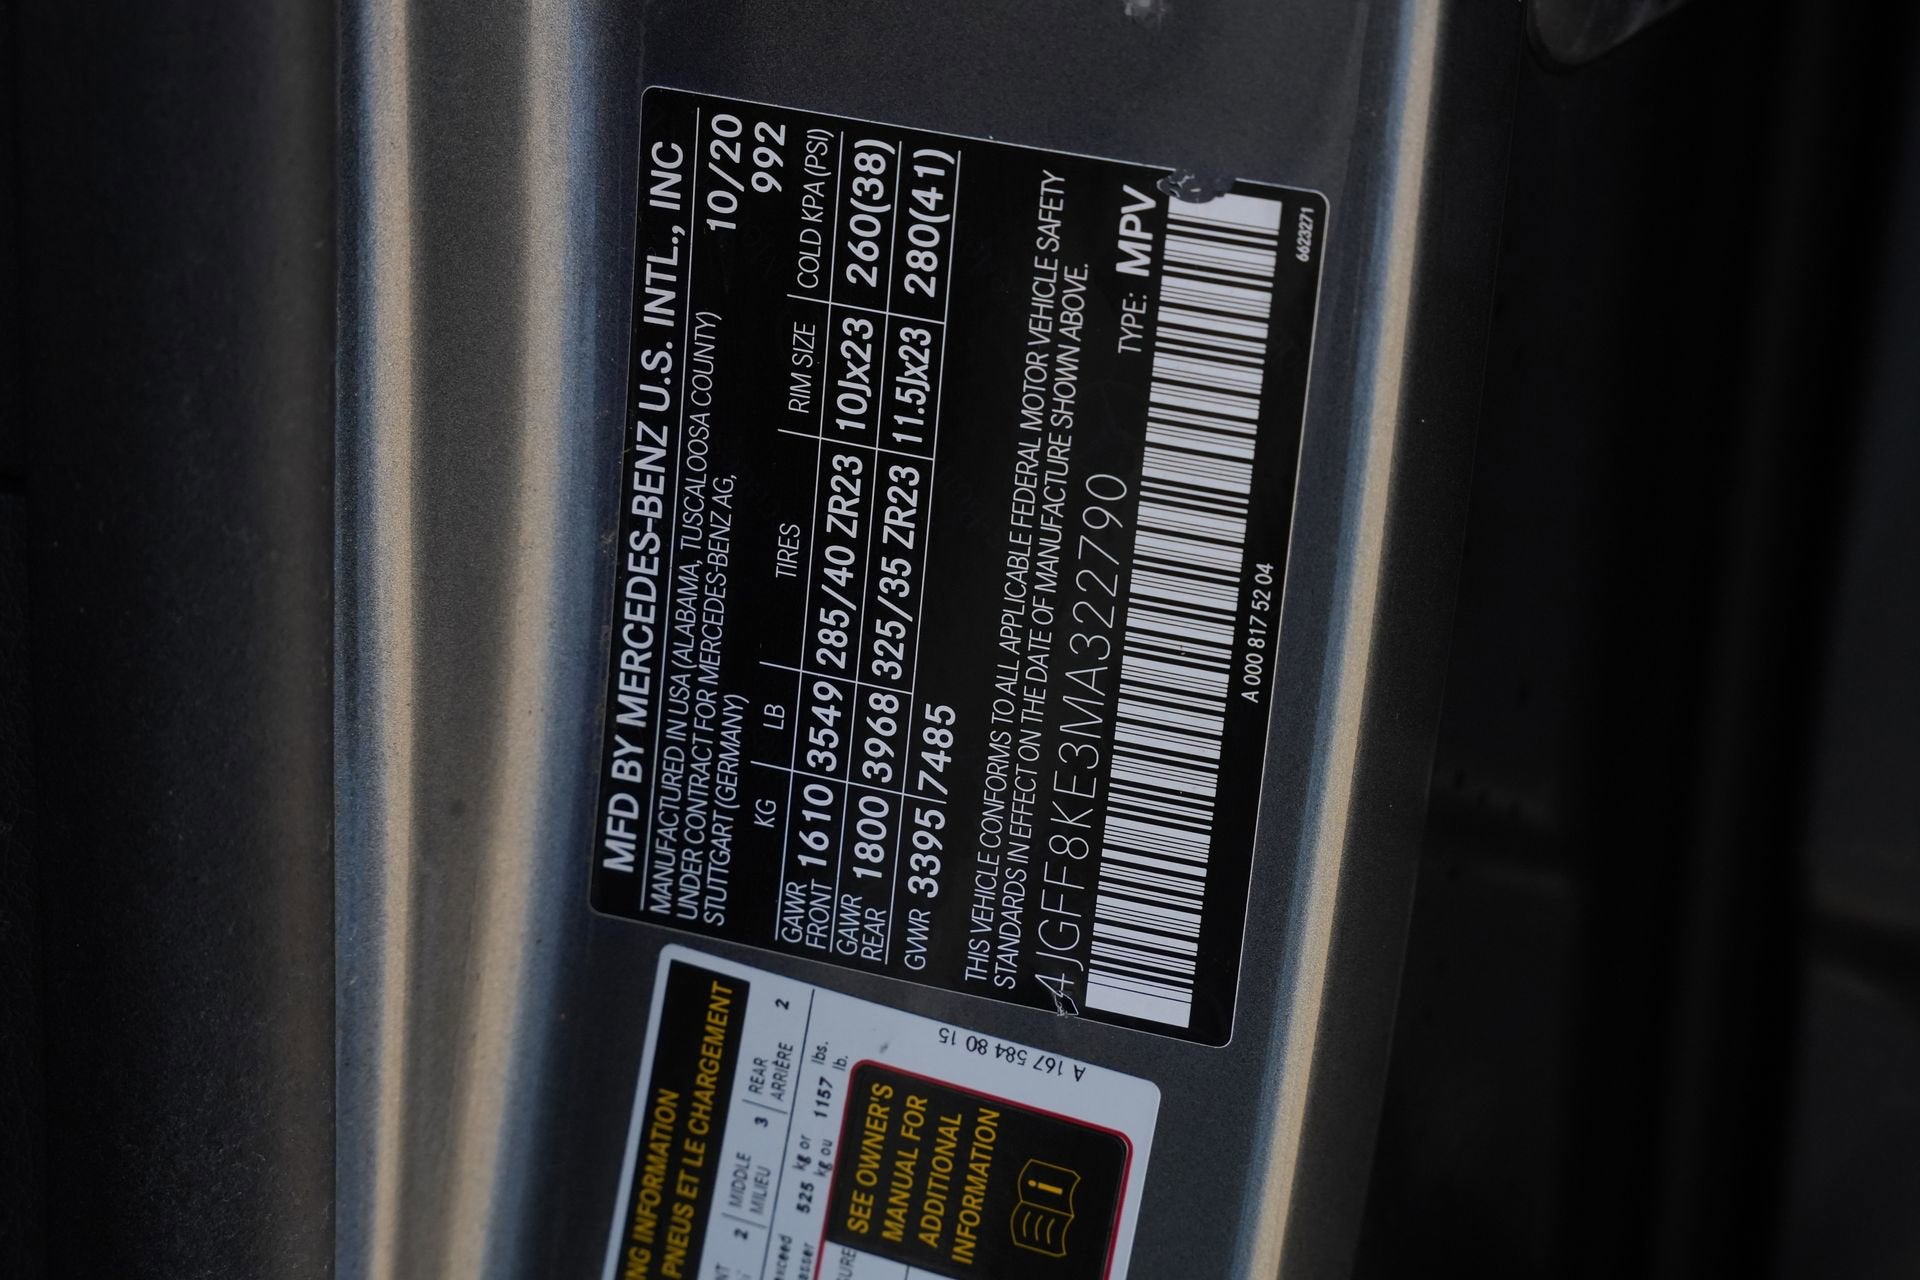 MFD BY MERCEDES-BENZ U.S. INTL., INC
MANUFACTURED IN USA (ALABAMA, TUSCALOOSA COUNTY)
UNDER CONTRACT FOR MERCEDES-BENZ AG,
STUTTGART (GERMANY)
10/20
992
KG LB TIRES RIM SIZE COLD KPA (PSI)
GAWR FRONT 1610 3549 285/40 ZR23 10Jx23 260(38)
GAWR REAR 1800 3968 325/35 ZR23 11.5Jx23 280(41)
GVWR 3395 7485
THIS VEHICLE CONFORMS TO ALL APPLICABLE FEDERAL MOTOR VEHICLE SAFETY
STANDARDS IN EFFECT ON THE DATE OF MANUFACTURE SHOWN ABOVE.
4JGFF8KE3MA322790 TYPE: MPV
A 000 817 52 04
6623271
INFORMATION
PNEUS ET LE CHARGEMENT
2 MIDDLE 3 REAR 2
MILIEU ARRIÈRE
525 kg or 1157 lbs.
kg ou lb.
A 167 584 80 15
SEE OWNER'S
MANUAL FOR
ADDITIONAL
INFORMATION